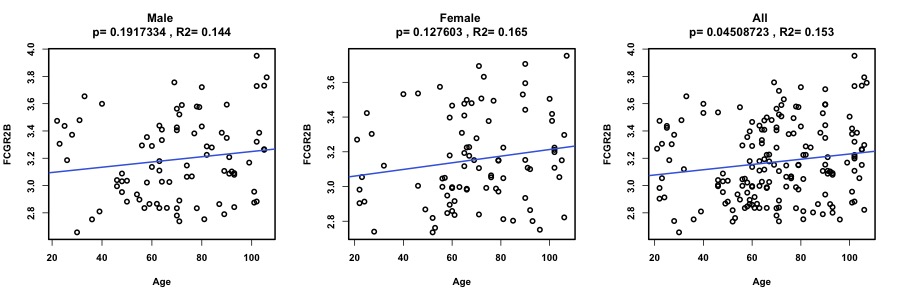 Male
p= 0.1917334 , R2= 0.144
FCGR2B
4.0
3.8
3.6
3.4
3.2
3.0
2.8
20 40 60 80 100
Age
Female
p= 0.127603 , R2= 0.165
FCGR2B
3.6
3.4
3.2
3.0
2.8
20 40 60 80 100
Age
All
p= 0.04508723 , R2= 0.153
FCGR2B
4.0
3.8
3.6
3.4
3.2
3.0
2.8
20 40 60 80 100
Age